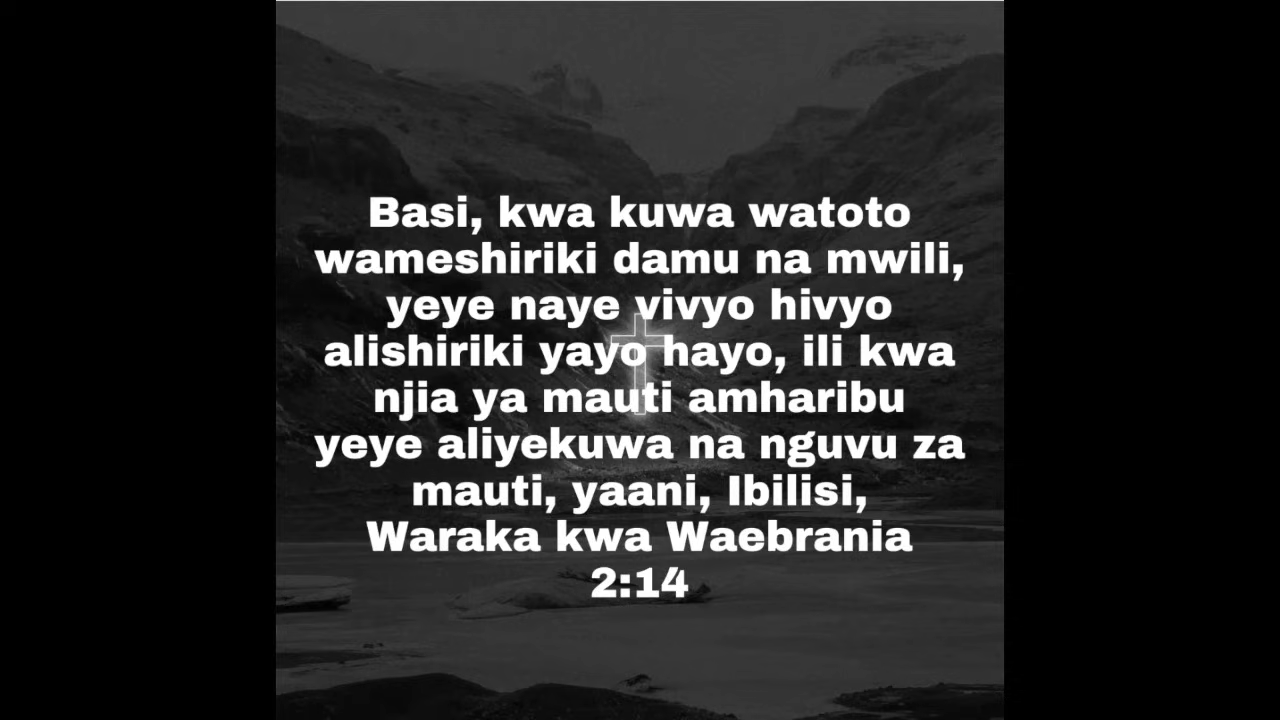 Basi, kwa kuwa watoto
wameshiriki damu na mwili,
yeye naye vivyo hivyo
alishiriki yayo hayo, ili kwa
njia ya mauti amharibu
yeye aliyekuwa na nguvu za
mauti, yaani, Ibilisi,
Waraka kwa Waebrania
2:14